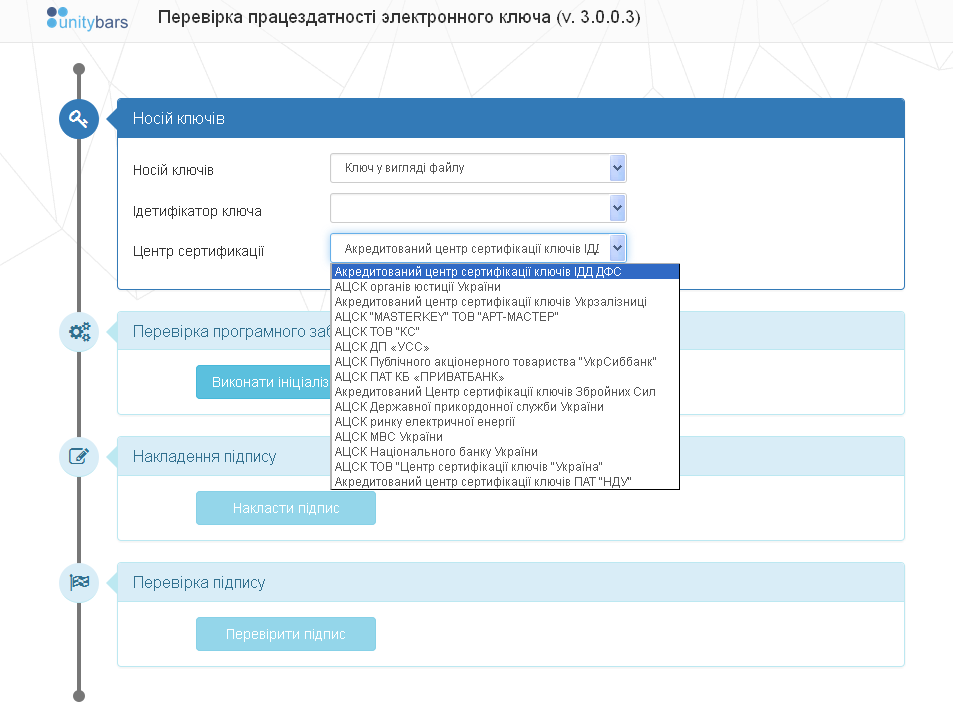 unitybars
Перевірка працездатності электронного ключа (v. 3.0.0.3)
Носій ключів
Носій ключів
Ключ у вигляді файлу
Ідетифікатор ключа
Центр сертификації
Акредитований центр сертифікації ключів ІДД
Акредитований центр сертифікації ключів ІДД ДФС
АЦСК органів юстиції України
Акредитований центр сертифікації ключів Укрзалізниці
АЦСК "MASTERKEY" ТОВ "АРТ-МАСТЕР"
АЦСК ТОВ "КС"
АЦСК ДП «УСС»
АЦСК Публічного акціонерного товариства "УкрСиббанк"
АЦСК ПАТ КБ «ПРИВАТБАНК»
Акредитований Центр сертифікації ключів Збройних Сил
АЦСК Державної прикордонної служби України
АЦСК ринку електричної енергії
АЦСК МВС України
АЦСК Національного банку України
АЦСК ТОВ "Центр сертифікації ключів "Україна"
Акредитований центр сертифікації ключів ПАТ "НДУ"
Перевірка програмного заб
Виконати ініціаліз
Накладення підпису
Накласти підпис
Перевірка підпису
Перевірити підпис